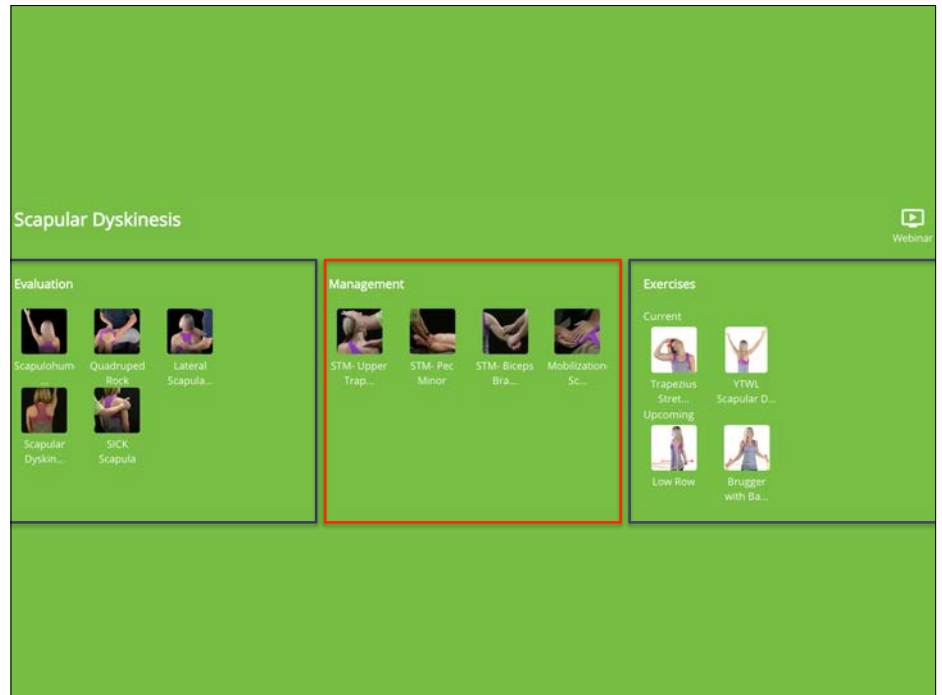 Scapular Dyskinesis
Webinar
Evaluation
Scapulohum-
...
Quadruped
Rock
Lateral
Scapula...
Scapular
Dyskin...
SICK
Scapula
Management
STM- Upper
Trap...
STM- Pec
Minor
STM- Biceps
Bra...
Mobilization-
Sc...
Exercises
Current
Trapezius
Stret...
YTWL
Scapular D...
Upcoming
Low Row
Brugger
with Ba...